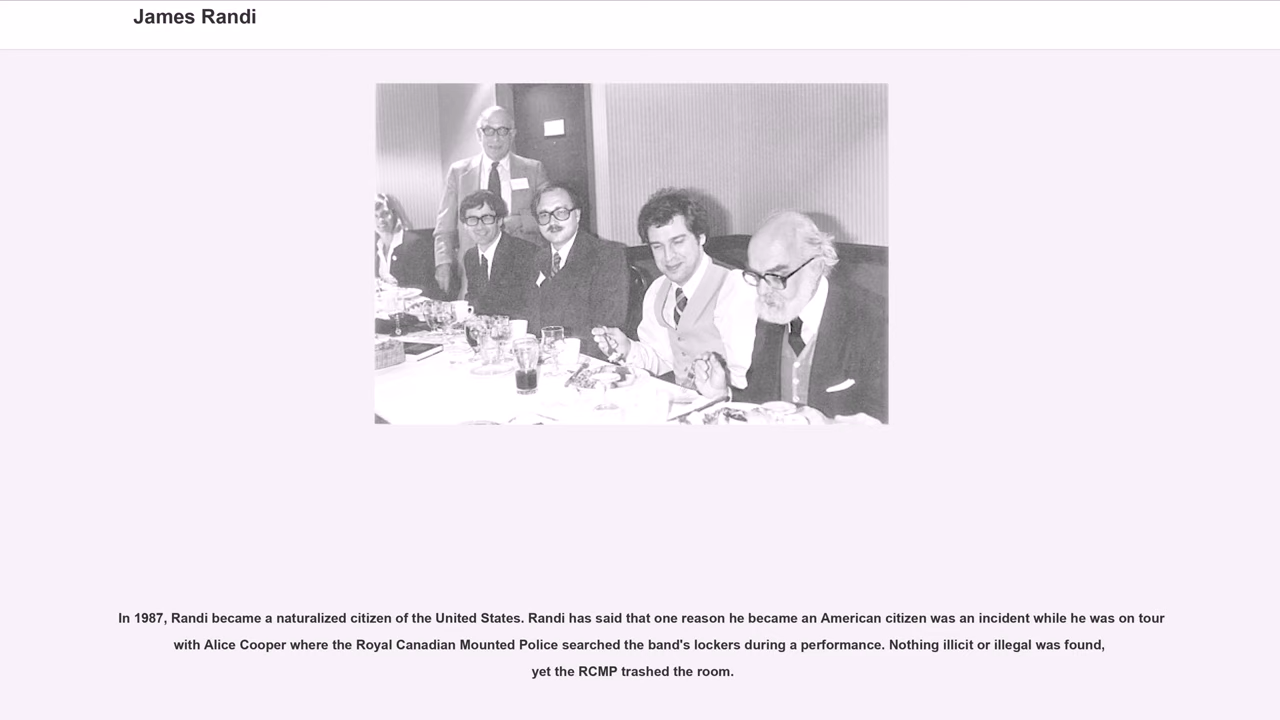 James Randi
In 1987, Randi became a naturalized citizen of the United States. Randi has said that one reason he became an American citizen was an incident while he was on tour
with Alice Cooper where the Royal Canadian Mounted Police searched the band's lockers during a performance. Nothing illicit or illegal was found,
yet the RCMP trashed the room.